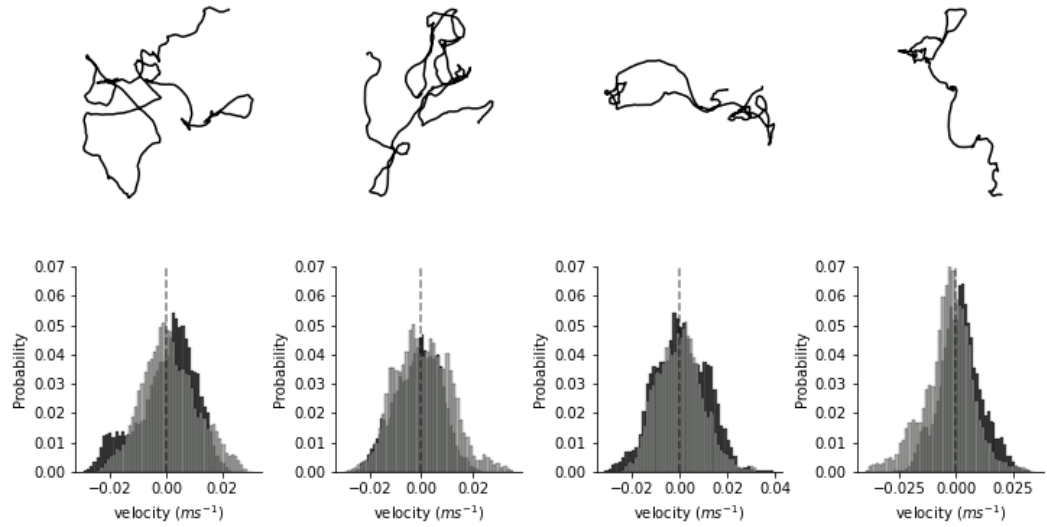 0.07 0.07 0.07 0.07
0.06 0.06 0.06 0.06
0.05 0.05 0.05 0.05
0.04 0.04 0.04 0.04
0.03 0.03 0.03 0.03
0.02 0.02 0.02 0.02
0.01 0.01 0.01 0.01
0.00 0.00 0.00 0.00
Probability Probability Probability Probability
−0.02 0.00 0.02 −0.02 0.00 0.02 −0.02 0.00 0.02 0.04 −0.025 0.000 0.025
velocity (ms⁻¹) velocity (ms⁻¹) velocity (ms⁻¹) velocity (ms⁻¹)